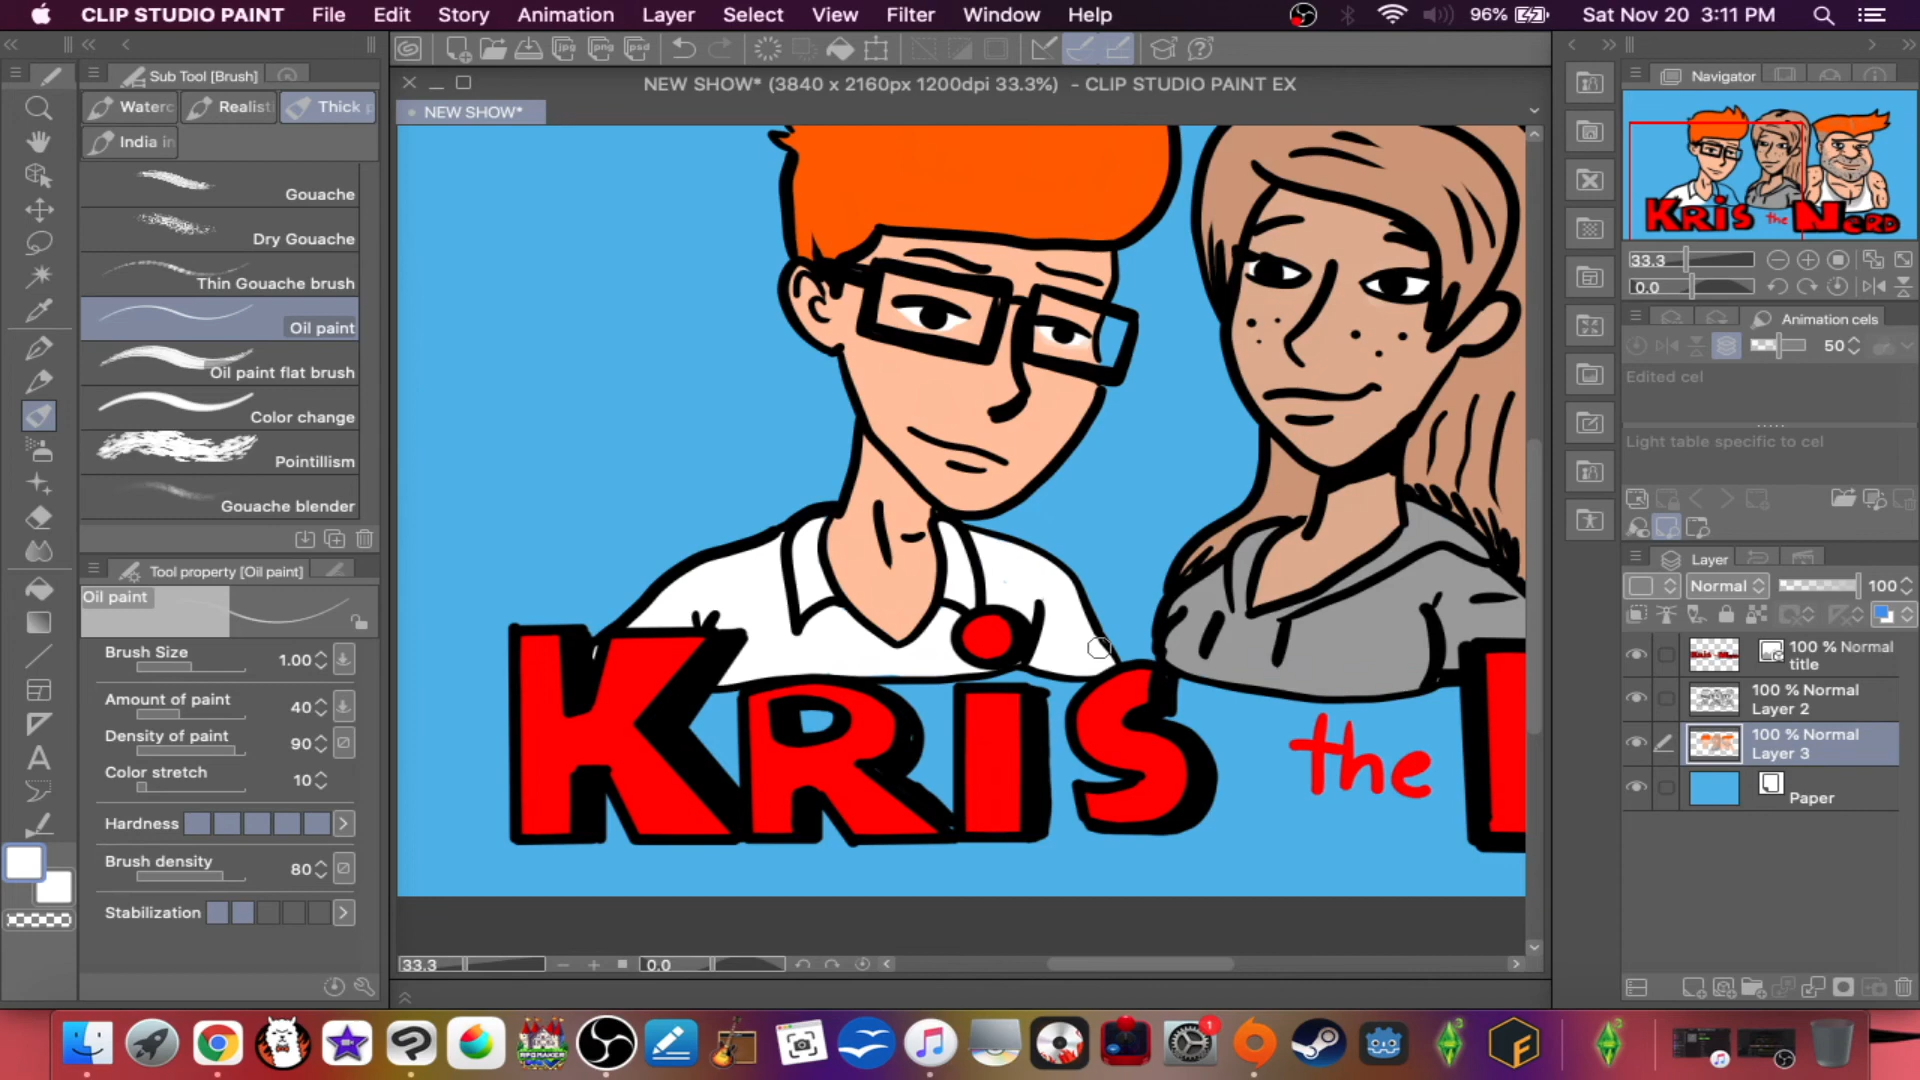 CLIP STUDIO PAINT File Edit Story Animation Layer Select View Filter Window Help 96% Sat Nov 20 3:11 PM
Sub Tool [Brush]
Waterc Realist Thick p
India in
Gouache
Dry Gouache
Thin Gouache brush
Oil paint
Oil paint flat brush
Color change
Pointillism
Gouache blender
Tool property [Oil paint]
Oil paint
Brush Size 1.00
Amount of paint 40
Density of paint 90
Color stretch 10
Hardness
Brush density 80
Stabilization
jpg png psd
NEW SHOW* (3840 x 2160px 1200dpi 33.3%) - CLIP STUDIO PAINT EX
NEW SHOW*
Kris the
33.3 0.0
Navigator
Kris the Nerd
33.3
0.0
Animation cels
50
Edited cel
Light table specific to cel
Layer
Normal 100
100 % Normal
title
100 % Normal
Layer 2
100 % Normal
Layer 3
Paper
RPG MAKER
1